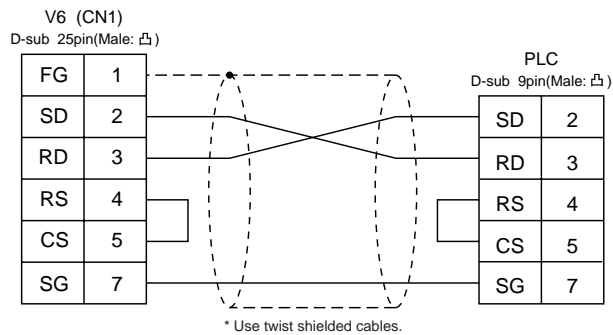 V6 (CN1)
D-sub 25pin(Male: 凸)
FG 1
SD 2
RD 3
RS 4
CS 5
SG 7
PLC
D-sub 9pin(Male: 凸)
SD 2
RD 3
RS 4
CS 5
SG 7
* Use twist shielded cables.